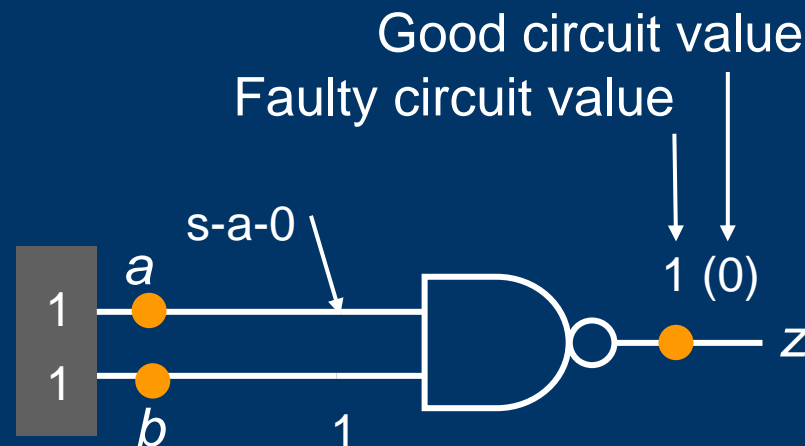 Good circuit value
Faulty circuit value
s-a-0
a
1 (0)
1
z
1
b
1